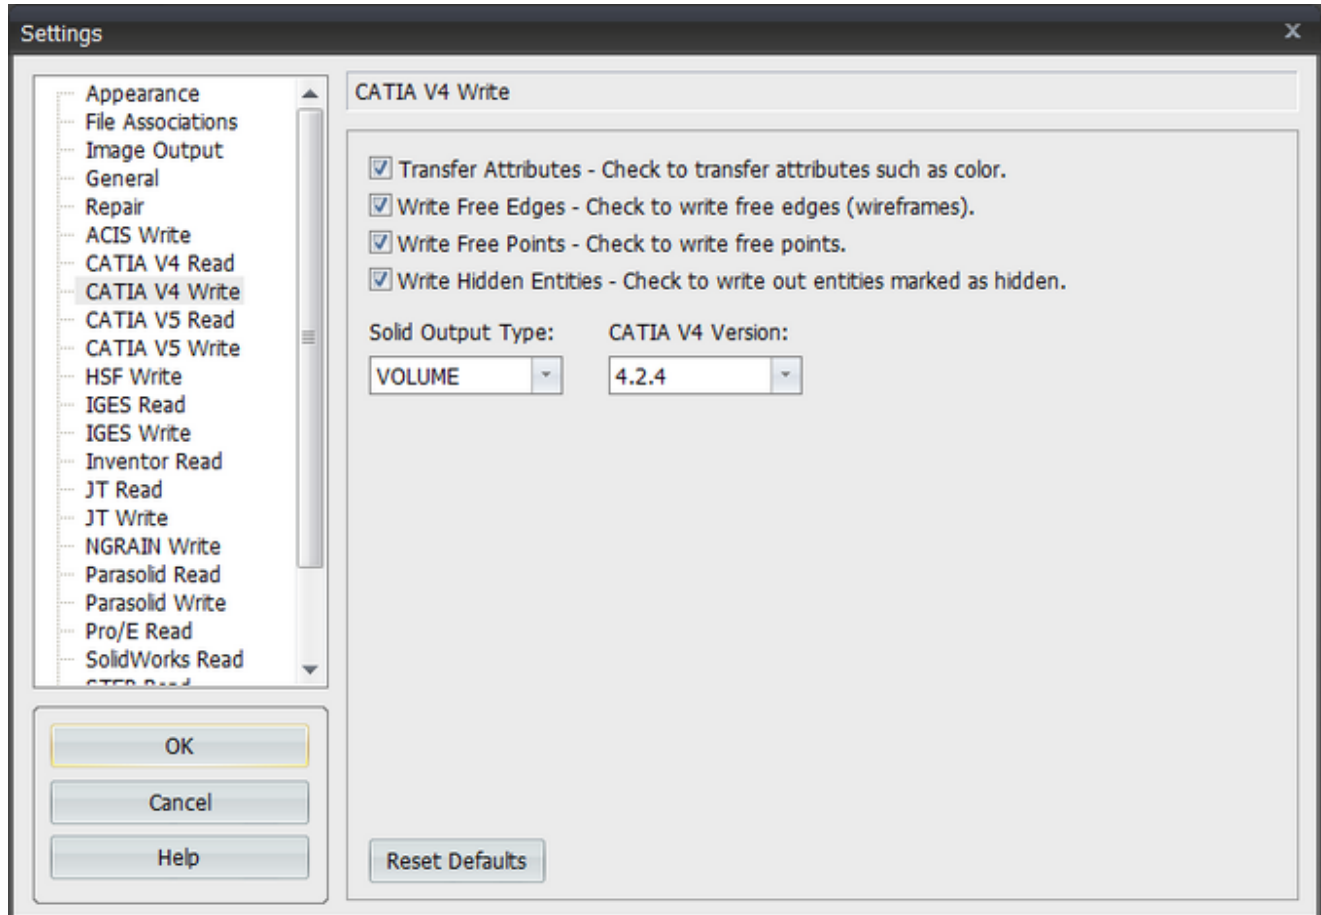 Settings
x
Appearance
File Associations
Image Output
General
Repair
ACIS Write
CATIA V4 Read
CATIA V4 Write
CATIA V5 Read
CATIA V5 Write
HSF Write
IGES Read
IGES Write
Inventor Read
JT Read
JT Write
NGRAIN Write
Parasolid Read
Parasolid Write
Pro/E Read
SolidWorks Read
OK
Cancel
Help
CATIA V4 Write
Transfer Attributes - Check to transfer attributes such as color.
Write Free Edges - Check to write free edges (wireframes).
Write Free Points - Check to write free points.
Write Hidden Entities - Check to write out entities marked as hidden.
Solid Output Type: CATIA V4 Version:
VOLUME 4.2.4
Reset Defaults